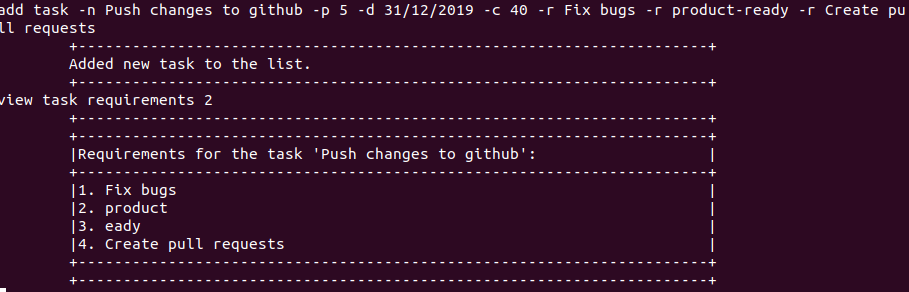 add task -n Push changes to github -p 5 -d 31/12/2019 -c 40 -r Fix bugs -r product-ready -r Create pu
ll requests
+----------------------------------------------------------------------+
Added new task to the list.
+----------------------------------------------------------------------+
view task requirements 2
+----------------------------------------------------------------------+
+----------------------------------------------------------------------+
|Requirements for the task 'Push changes to github': |
+----------------------------------------------------------------------+
|1. Fix bugs |
|2. product |
|3. eady |
|4. Create pull requests |
+----------------------------------------------------------------------+
+----------------------------------------------------------------------+